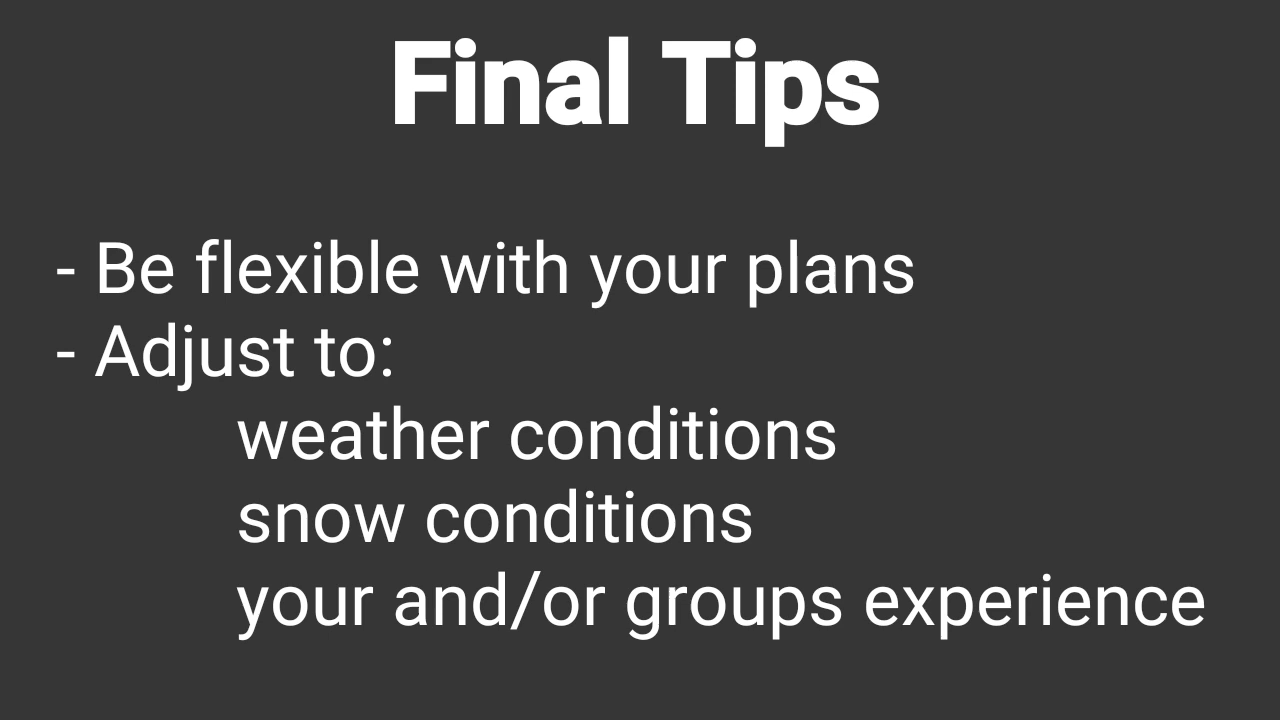 Final Tips
- Be flexible with your plans
- Adjust to:
weather conditions
snow conditions
your and/or groups experience